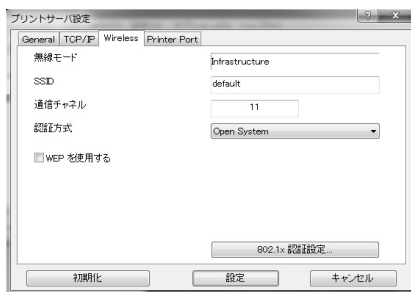 プリントサーバ設定
General TCP/IP Wireless Printer Port
無線モード Infrastructure
SSID default
通信チャネル 11
認証方式 Open System
WEP を使用する
802.1x 認証設定...
初期化 設定 キャンセル